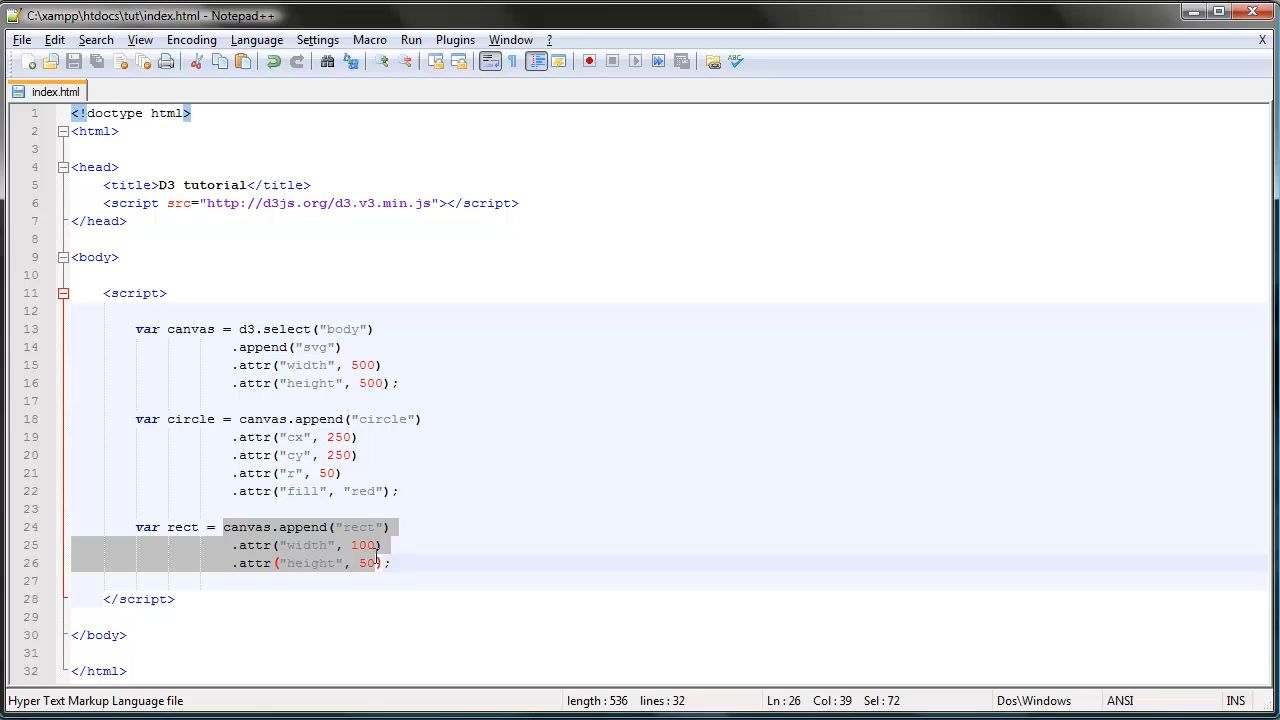 C:\xampp\htdocs\tut\index.html - Notepad++
File Edit Search View Encoding Language Settings Macro Run Plugins Window ? X
ABC
index.html
1 <!doctype html>
2 <html>
3
4 <head>
5 <title>D3 tutorial</title>
6 <script src="http://d3js.org/d3.v3.min.js"></script>
7 </head>
8
9 <body>
10
11 <script>
12
13 var canvas = d3.select("body")
14 .append("svg")
15 .attr("width", 500)
16 .attr("height", 500);
17
18 var circle = canvas.append("circle")
19 .attr("cx", 250)
20 .attr("cy", 250)
21 .attr("r", 50)
22 .attr("fill", "red");
23
24 var rect = canvas.append("rect")
25 .attr("width", 100)
26 .attr("height", 50);
27
28 </script>
29
30 </body>
31
32 </html>
Hyper Text Markup Language file length : 536 lines : 32 Ln : 26 Col : 39 Sel : 72 Dos\Windows ANSI INS